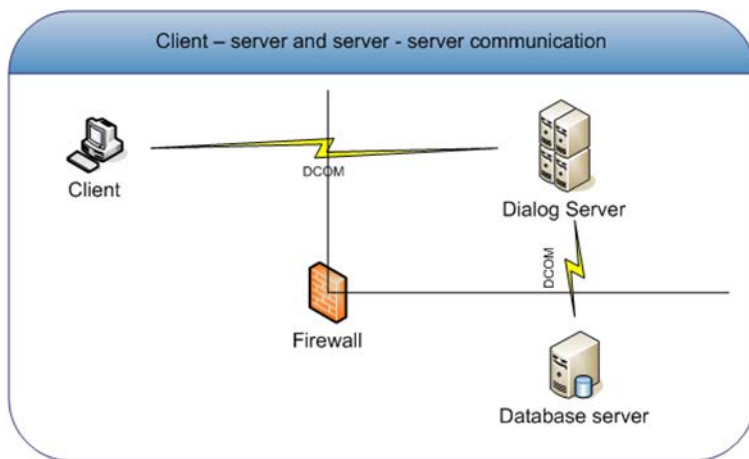 Client – server and server - server communication
Client
DCOM
Dialog Server
DCOM
Firewall
Database server